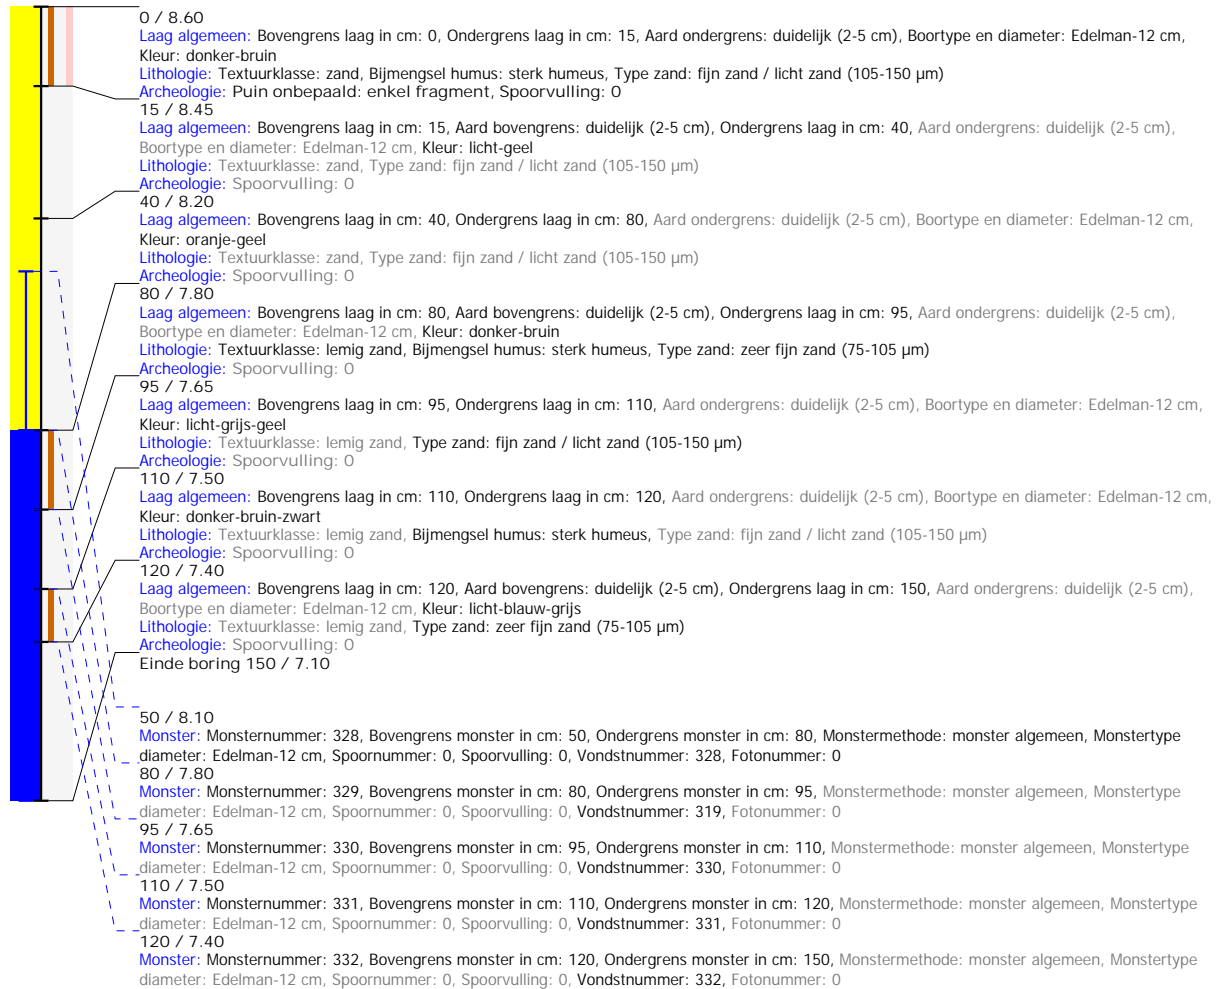 0 / 8.60
Laag algemeen: Bovengrens laag in cm: 0, Ondergrens laag in cm: 15, Aard ondergrens: duidelijk (2-5 cm), Boortype en diameter: Edelman-12 cm,
Kleur: donker-bruin
Lithologie: Textuurklasse: zand, Bijmengsel humus: sterk humeus, Type zand: fijn zand / licht zand (105-150 µm)
Archeologie: Puin onbepaald: enkel fragment, Spoorvulling: 0
15 / 8.45
Laag algemeen: Bovengrens laag in cm: 15, Aard bovengrens: duidelijk (2-5 cm), Ondergrens laag in cm: 40, Aard ondergrens: duidelijk (2-5 cm),
Boortype en diameter: Edelman-12 cm, Kleur: licht-geel
Lithologie: Textuurklasse: zand, Type zand: fijn zand / licht zand (105-150 µm)
Archeologie: Spoorvulling: 0
40 / 8.20
Laag algemeen: Bovengrens laag in cm: 40, Ondergrens laag in cm: 80, Aard ondergrens: duidelijk (2-5 cm), Boortype en diameter: Edelman-12 cm,
Kleur: oranje-geel
Lithologie: Textuurklasse: zand, Type zand: fijn zand / licht zand (105-150 µm)
Archeologie: Spoorvulling: 0
80 / 7.80
Laag algemeen: Bovengrens laag in cm: 80, Aard bovengrens: duidelijk (2-5 cm), Ondergrens laag in cm: 95, Aard ondergrens: duidelijk (2-5 cm),
Boortype en diameter: Edelman-12 cm, Kleur: donker-bruin
Lithologie: Textuurklasse: lemig zand, Bijmengsel humus: sterk humeus, Type zand: zeer fijn zand (75-105 µm)
Archeologie: Spoorvulling: 0
95 / 7.65
Laag algemeen: Bovengrens laag in cm: 95, Ondergrens laag in cm: 110, Aard ondergrens: duidelijk (2-5 cm), Boortype en diameter: Edelman-12 cm,
Kleur: licht-grijs-geel
Lithologie: Textuurklasse: lemig zand, Type zand: fijn zand / licht zand (105-150 µm)
Archeologie: Spoorvulling: 0
110 / 7.50
Laag algemeen: Bovengrens laag in cm: 110, Ondergrens laag in cm: 120, Aard ondergrens: duidelijk (2-5 cm), Boortype en diameter: Edelman-12 cm,
Kleur: donker-bruin-zwart
Lithologie: Textuurklasse: lemig zand, Bijmengsel humus: sterk humeus, Type zand: fijn zand / licht zand (105-150 µm)
Archeologie: Spoorvulling: 0
120 / 7.40
Laag algemeen: Bovengrens laag in cm: 120, Aard bovengrens: duidelijk (2-5 cm), Ondergrens laag in cm: 150, Aard ondergrens: duidelijk (2-5 cm),
Boortype en diameter: Edelman-12 cm, Kleur: licht-blauw-grijs
Lithologie: Textuurklasse: lemig zand, Type zand: zeer fijn zand (75-105 µm)
Archeologie: Spoorvulling: 0
Einde boring 150 / 7.10
50 / 8.10
Monster: Monsternummer: 328, Bovengrens monster in cm: 50, Ondergrens monster in cm: 80, Monstermethode: monster algemeen, Monstertype
diameter: Edelman-12 cm, Spoornummer: 0, Spoorvulling: 0, Vondstnummer: 328, Fotonummer: 0
80 / 7.80
Monster: Monsternummer: 329, Bovengrens monster in cm: 80, Ondergrens monster in cm: 95, Monstermethode: monster algemeen, Monstertype
diameter: Edelman-12 cm, Spoornummer: 0, Spoorvulling: 0, Vondstnummer: 319, Fotonummer: 0
95 / 7.65
Monster: Monsternummer: 330, Bovengrens monster in cm: 95, Ondergrens monster in cm: 110, Monstermethode: monster algemeen, Monstertype
diameter: Edelman-12 cm, Spoornummer: 0, Spoorvulling: 0, Vondstnummer: 330, Fotonummer: 0
110 / 7.50
Monster: Monsternummer: 331, Bovengrens monster in cm: 110, Ondergrens monster in cm: 120, Monstermethode: monster algemeen, Monstertype
diameter: Edelman-12 cm, Spoornummer: 0, Spoorvulling: 0, Vondstnummer: 331, Fotonummer: 0
120 / 7.40
Monster: Monsternummer: 332, Bovengrens monster in cm: 120, Ondergrens monster in cm: 150, Monstermethode: monster algemeen, Monstertype
diameter: Edelman-12 cm, Spoornummer: 0, Spoorvulling: 0, Vondstnummer: 332, Fotonummer: 0